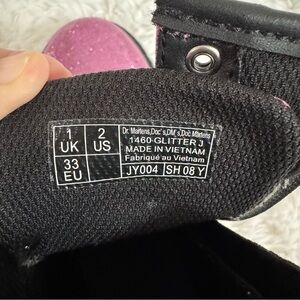 1
UK
2
US
33
EU
Dr. Martens,Doc's,DM's,Doc Martens
1460 GLITTER J
MADE IN VIETNAM
Fabriqué au Vietnam
JY004 SH 08 Y